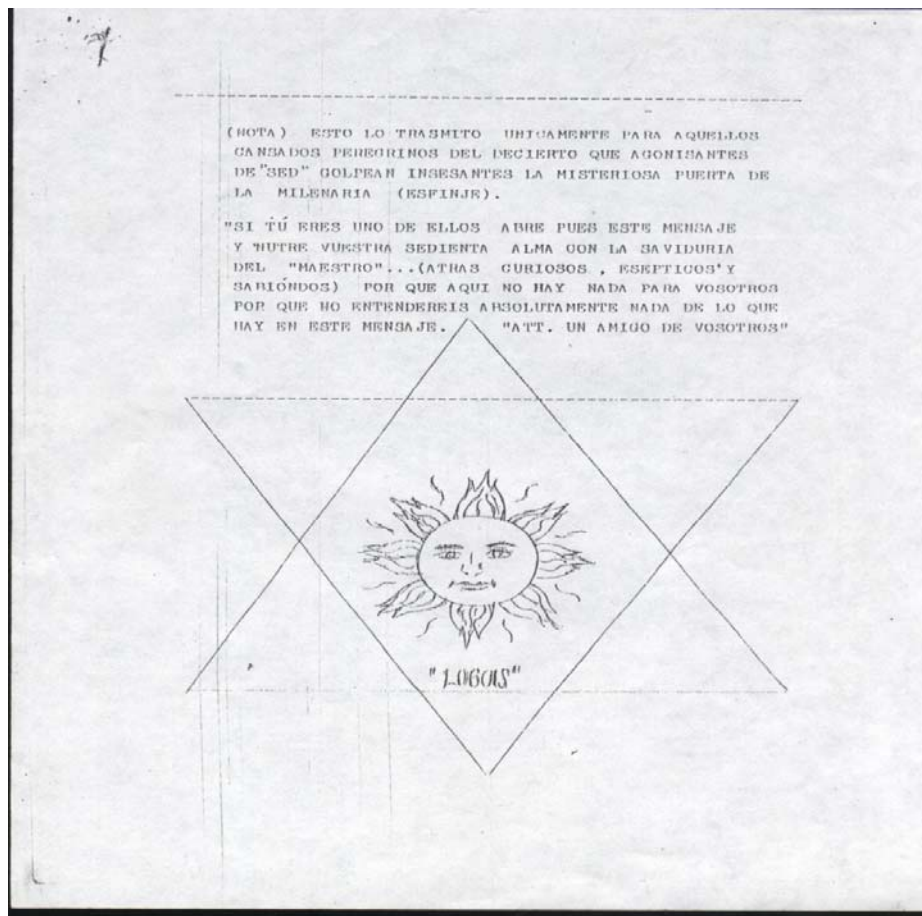 7
(NOTA) ESTO LO TRASMITO UNICAMENTE PARA AQUELLOS
CANSADOS PEREGRINOS DEL DECIERTO QUE AGONISANTES
DE "SED" GOLPEAN INSESANTES LA MISTERIOSA PUERTA DE
LA MILENARIA (ESFINJE).
"SI TÚ ERES UNO DE ELLOS ABRE PUES ESTE MENSAJE
Y NUTRE VUESTRA SEDIENTA ALMA CON LA SAVIDURIA
DEL "MAESTRO"...(ATRAS CURIOSOS , ESEPTICOS Y
SABIÓNDOS) POR QUE AQUI NO HAY NADA PARA VOSOTROS
POR QUE NO ENTENDEREIS ABSOLUTAMENTE NADA DE LO QUE
HAY EN ESTE MENSAJE. "ATT. UN AMIGO DE VOSOTROS"
"LOGOIS"